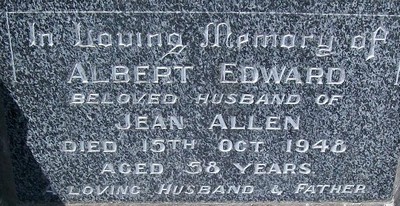 In Loving Memory of
ALBERT EDWARD
BELOVED HUSBAND OF
JEAN ALLEN
DIED 15TH OCT 1948
AGED 58 YEARS
A LOVING HUSBAND & FATHER